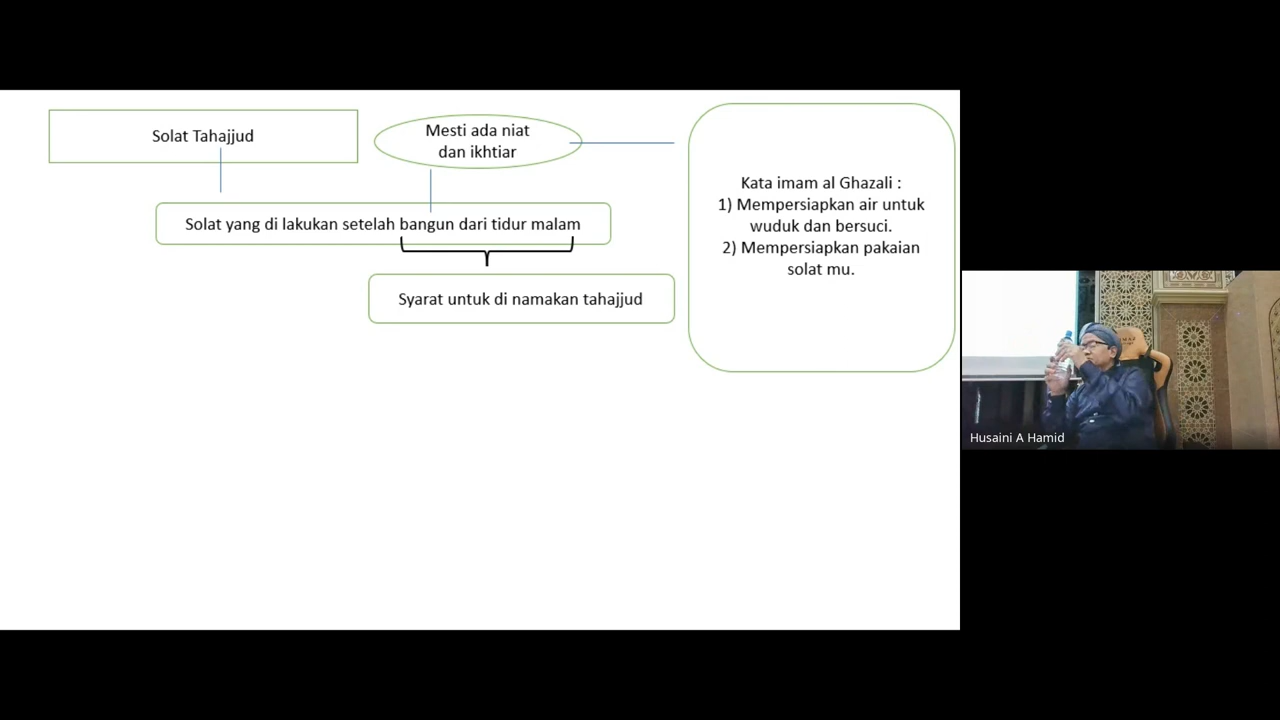 Solat Tahajjud
Mesti ada niat
dan ikhtiar
Solat yang di lakukan setelah bangun dari tidur malam
Syarat untuk di namakan tahajjud
Kata imam al Ghazali :
1) Mempersiapkan air untuk
wuduk dan bersuci.
2) Mempersiapkan pakaian
solat mu.
Husaini A Hamid